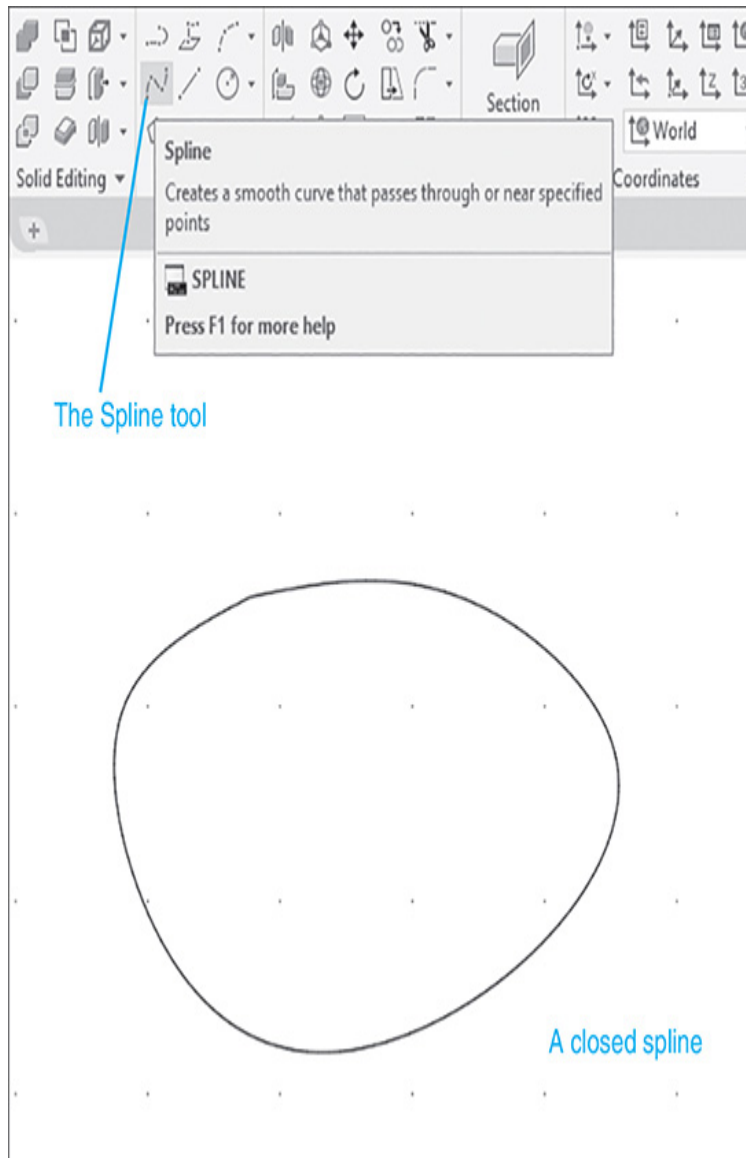 Section
World
Solid Editing
Coordinates
+
Spline
Creates a smooth curve that passes through or near specified
points
SPLINE
Press F1 for more help
The Spline tool
A closed spline